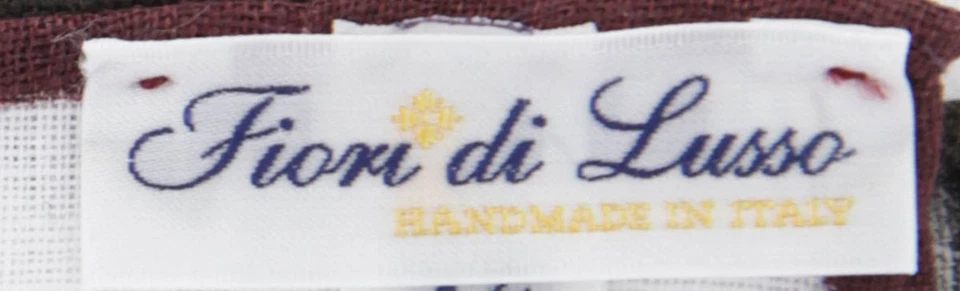 Fiori di Lusso
HANDMADE IN ITALY